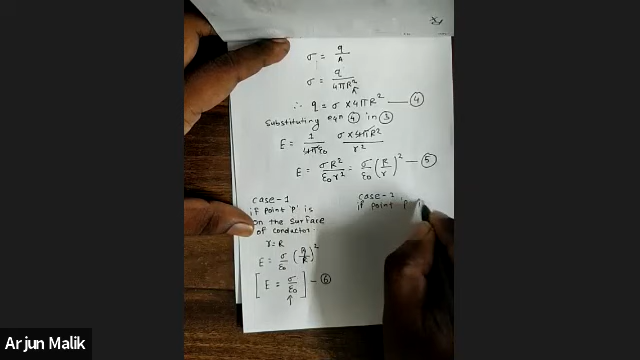 σ = q/A
σ = q/4πR²
∴ q = σ × 4πR² —— ④
Substituting eqn ④ in ③
E = 1/4πε₀ σ × 4πR²/r²
E = σR²/ε₀r² = σ/ε₀ (R/r)² — ⑤
case-1
if point 'P' is
on the surface
of conductor.
r = R
E = σ/ε₀ (R/R)²
[E = σ/ε₀] — ⑥
case-2
if point 'P
Arjun Malik